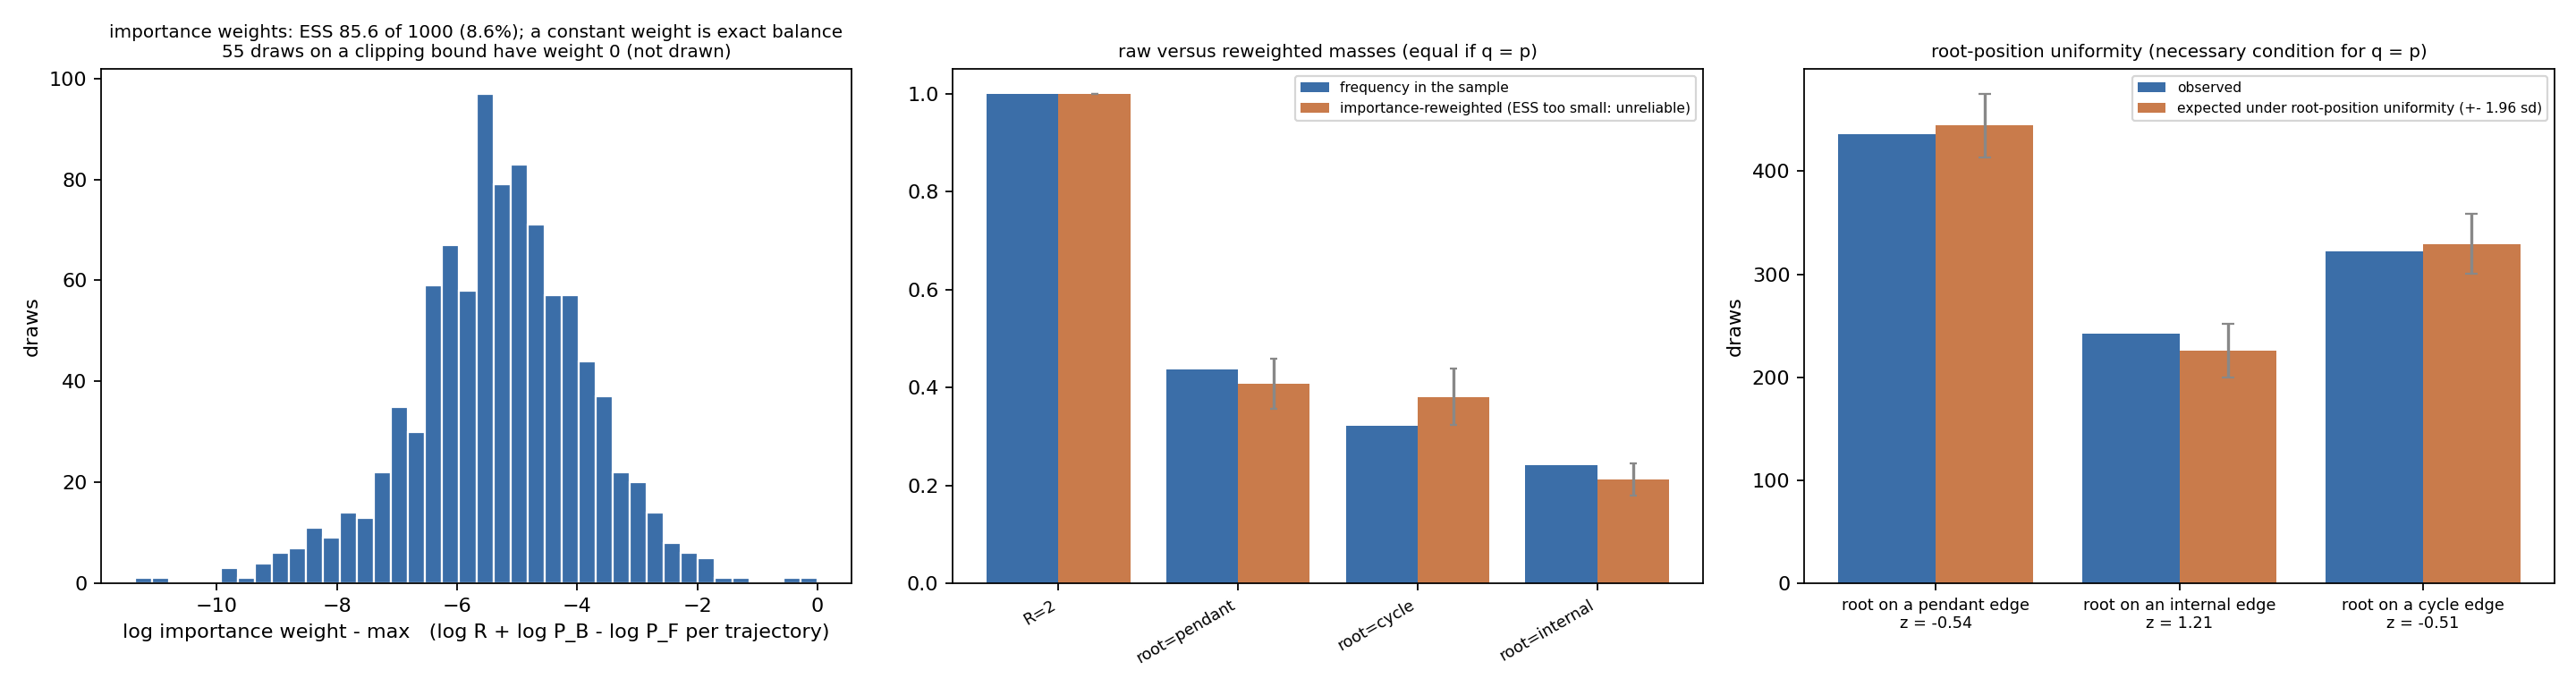 importance weights: ESS 85.6 of 1000 (8.6%); a constant weight is exact balance
55 draws on a clipping bound have weight 0 (not drawn)
100
80
60
40
20
0
draws
−10
−8
−6
−4
−2
0
log importance weight - max   (log R + log P_B - log P_F per trajectory)
raw versus reweighted masses (equal if q = p)
frequency in the sample
importance-reweighted (ESS too small: unreliable)
1.0
0.8
0.6
0.4
0.2
0.0
R=2
root=pendant
root=cycle
root=internal
root-position uniformity (necessary condition for q = p)
observed
expected under root-position uniformity (+- 1.96 sd)
400
300
200
100
0
draws
root on a pendant edge
z = -0.54
root on an internal edge
z = 1.21
root on a cycle edge
z = -0.51